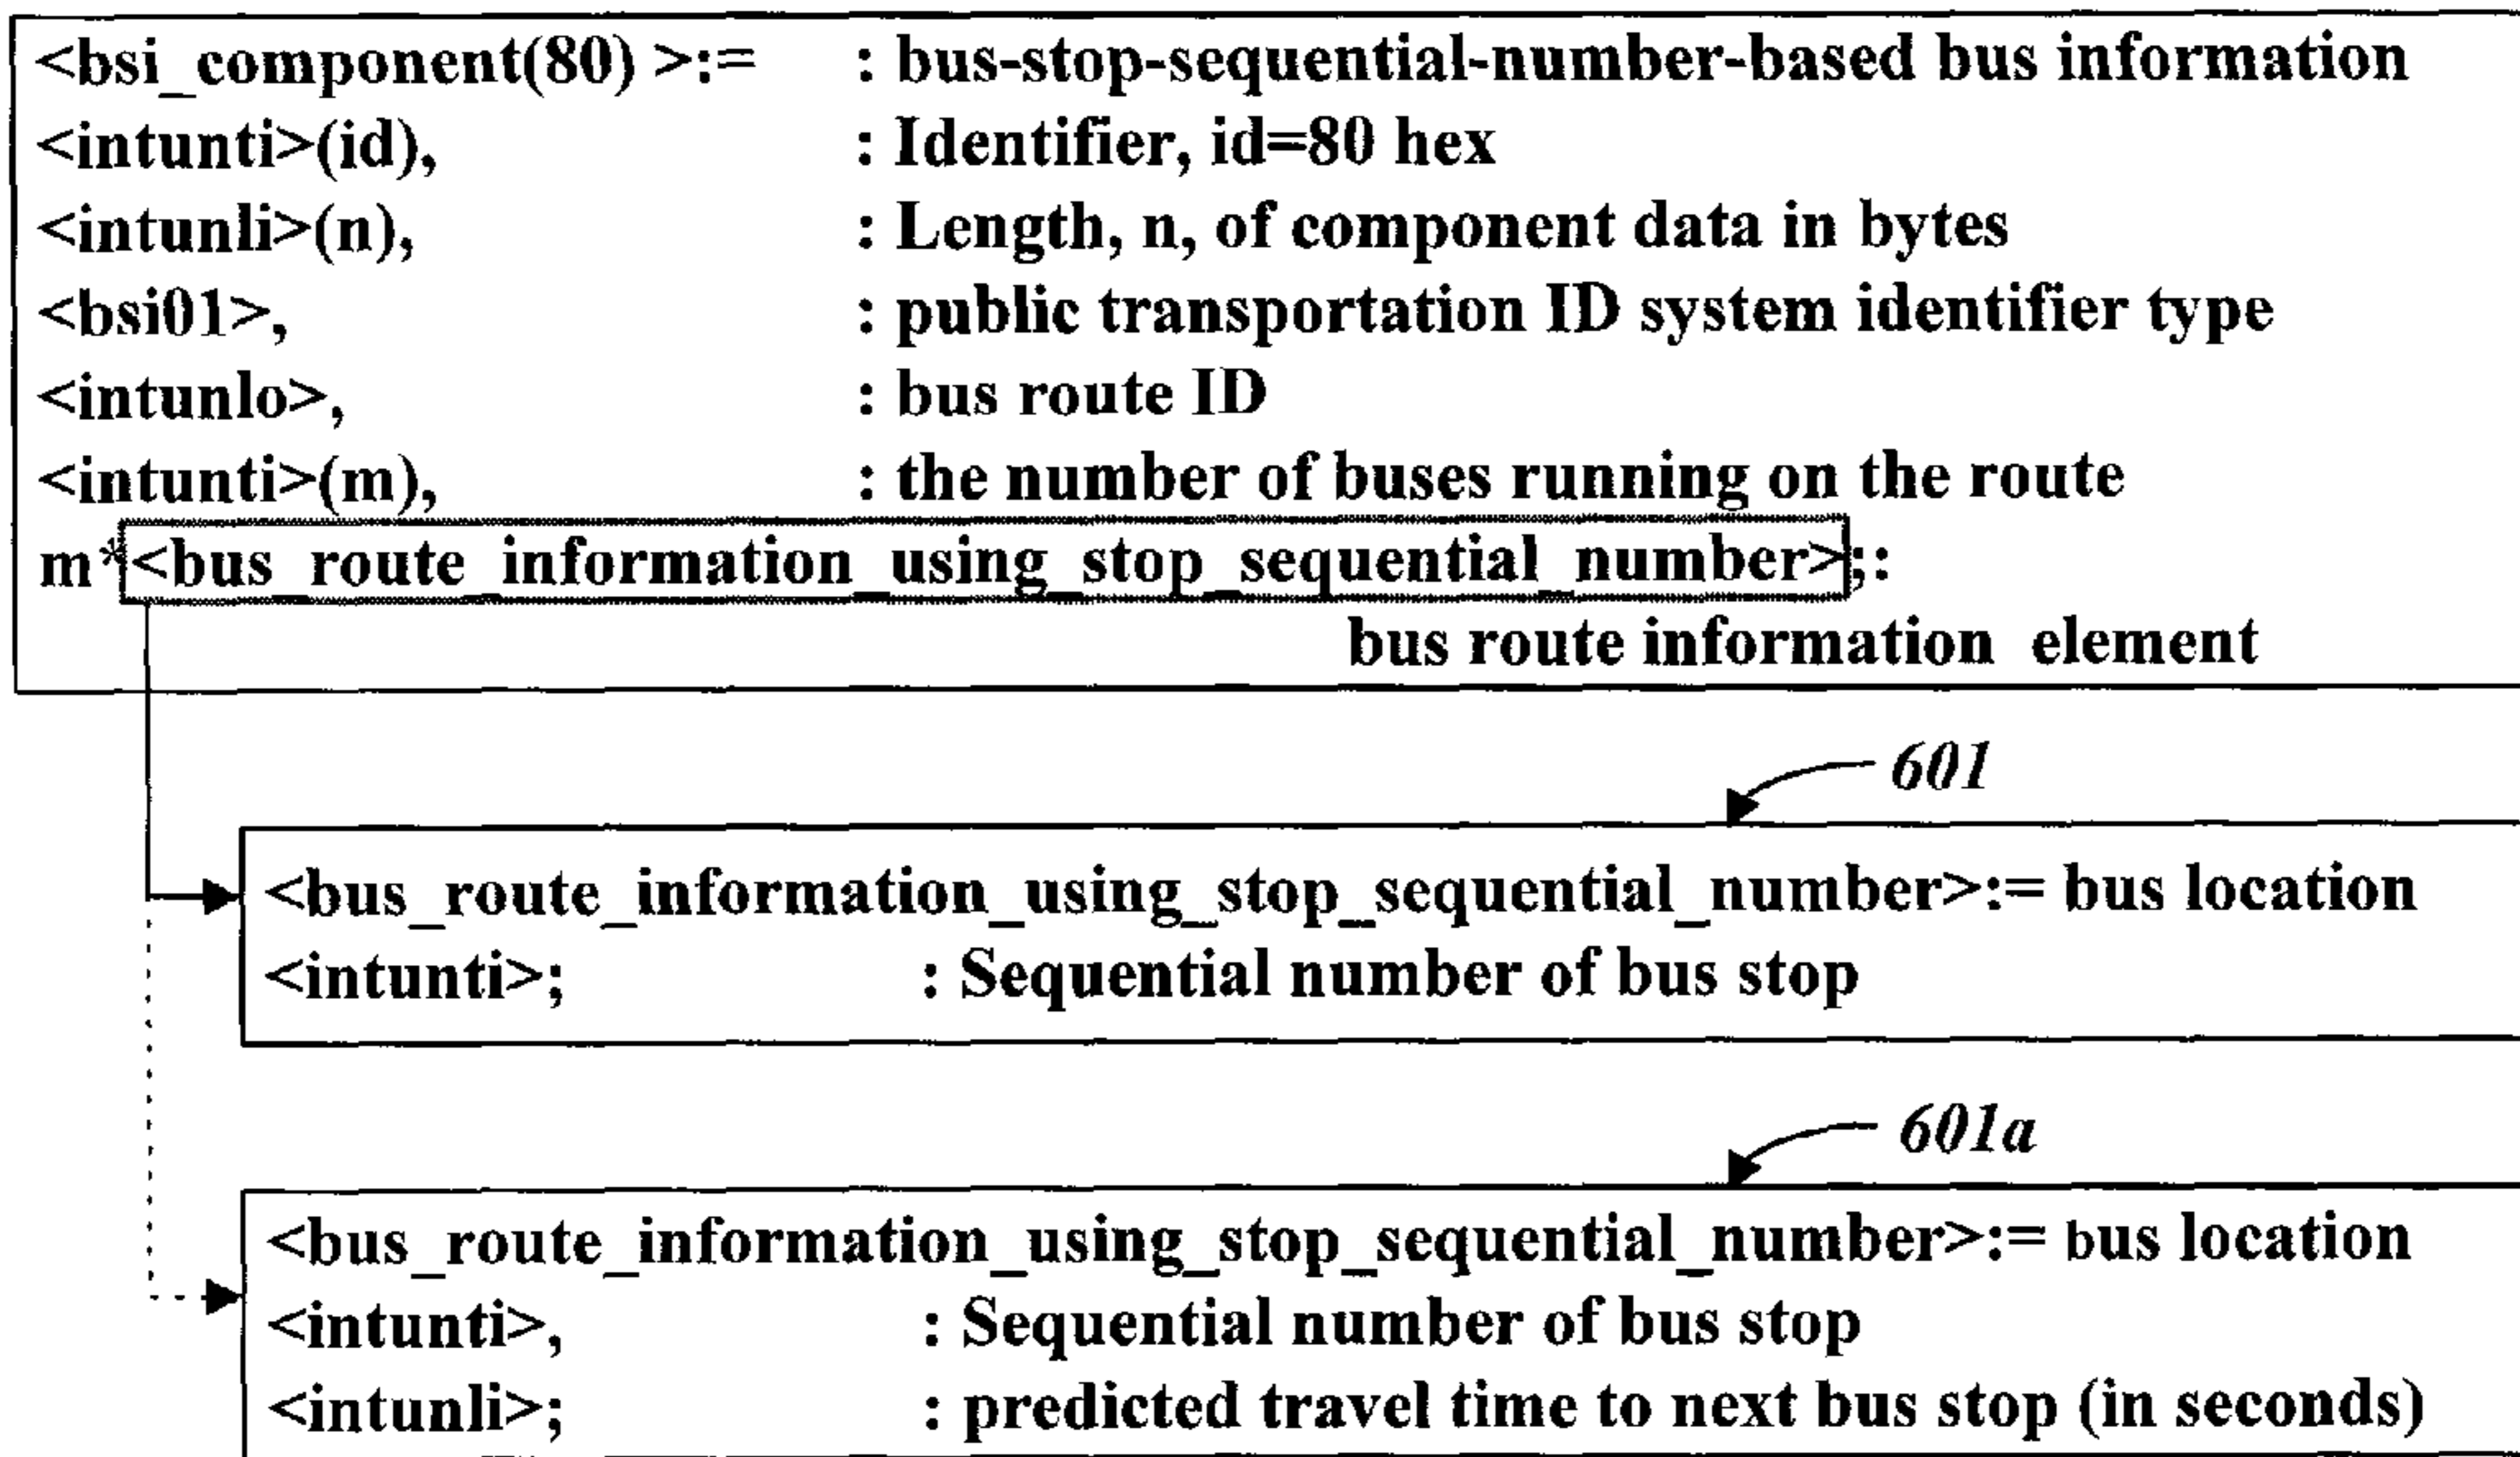 <bsi_component(80) >:= : bus-stop-sequential-number-based bus information
<intunti>(id), : Identifier, id=80 hex
<intunli>(n), : Length, n, of component data in bytes
<bsi01>, : public transportation ID system identifier type
<intunlo>, : bus route ID
<intunti>(m), : the number of buses running on the route
m*<bus_route_information_using_stop_sequential_number>;:
bus route information element
601
<bus_route_information_using_stop_sequential_number>:= bus location
<intunti>; : Sequential number of bus stop
601a
<bus_route_information_using_stop_sequential_number>:= bus location
<intunti>, : Sequential number of bus stop
<intunli>; : predicted travel time to next bus stop (in seconds)